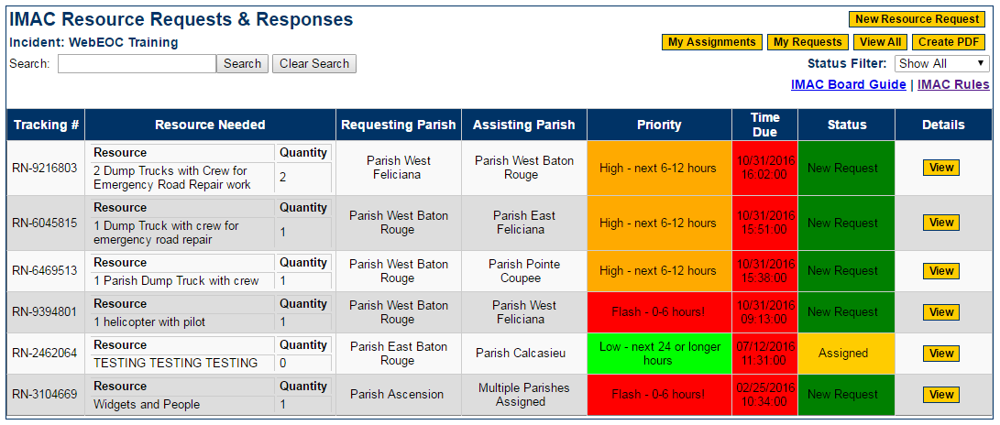 IMAC Resource Requests & Responses
New Resource Request
Incident: WebEOC Training
My Assignments My Requests View All Create PDF
Search: Search Clear Search
Status Filter: Show All
IMAC Board Guide | IMAC Rules
Tracking # Resource Needed Requesting Parish Assisting Parish Priority Time Due Status Details
Resource Quantity
RN-9216803 2 Dump Trucks with Crew for Emergency Road Repair work 2 Parish West Feliciana Parish West Baton Rouge High - next 6-12 hours 10/31/2016 16:02:00 New Request View
Resource Quantity
RN-6045815 1 Dump Truck with crew for emergency road repair 1 Parish West Baton Rouge Parish East Feliciana High - next 6-12 hours 10/31/2016 15:51:00 New Request View
Resource Quantity
RN-6469513 1 Parish Dump Truck with crew 1 Parish West Baton Rouge Parish Pointe Coupee High - next 6-12 hours 10/31/2016 15:38:00 New Request View
Resource Quantity
RN-9394801 1 helicopter with pilot 1 Parish West Baton Rouge Parish West Feliciana Flash - 0-6 hours! 10/31/2016 09:13:00 New Request View
Resource Quantity
RN-2462064 TESTING TESTING TESTING 0 Parish East Baton Rouge Parish Calcasieu Low - next 24 or longer hours 07/12/2016 11:31:00 Assigned View
Resource Quantity
RN-3104669 Widgets and People 1 Parish Ascension Multiple Parishes Assigned Flash - 0-6 hours! 02/25/2016 10:34:00 New Request View